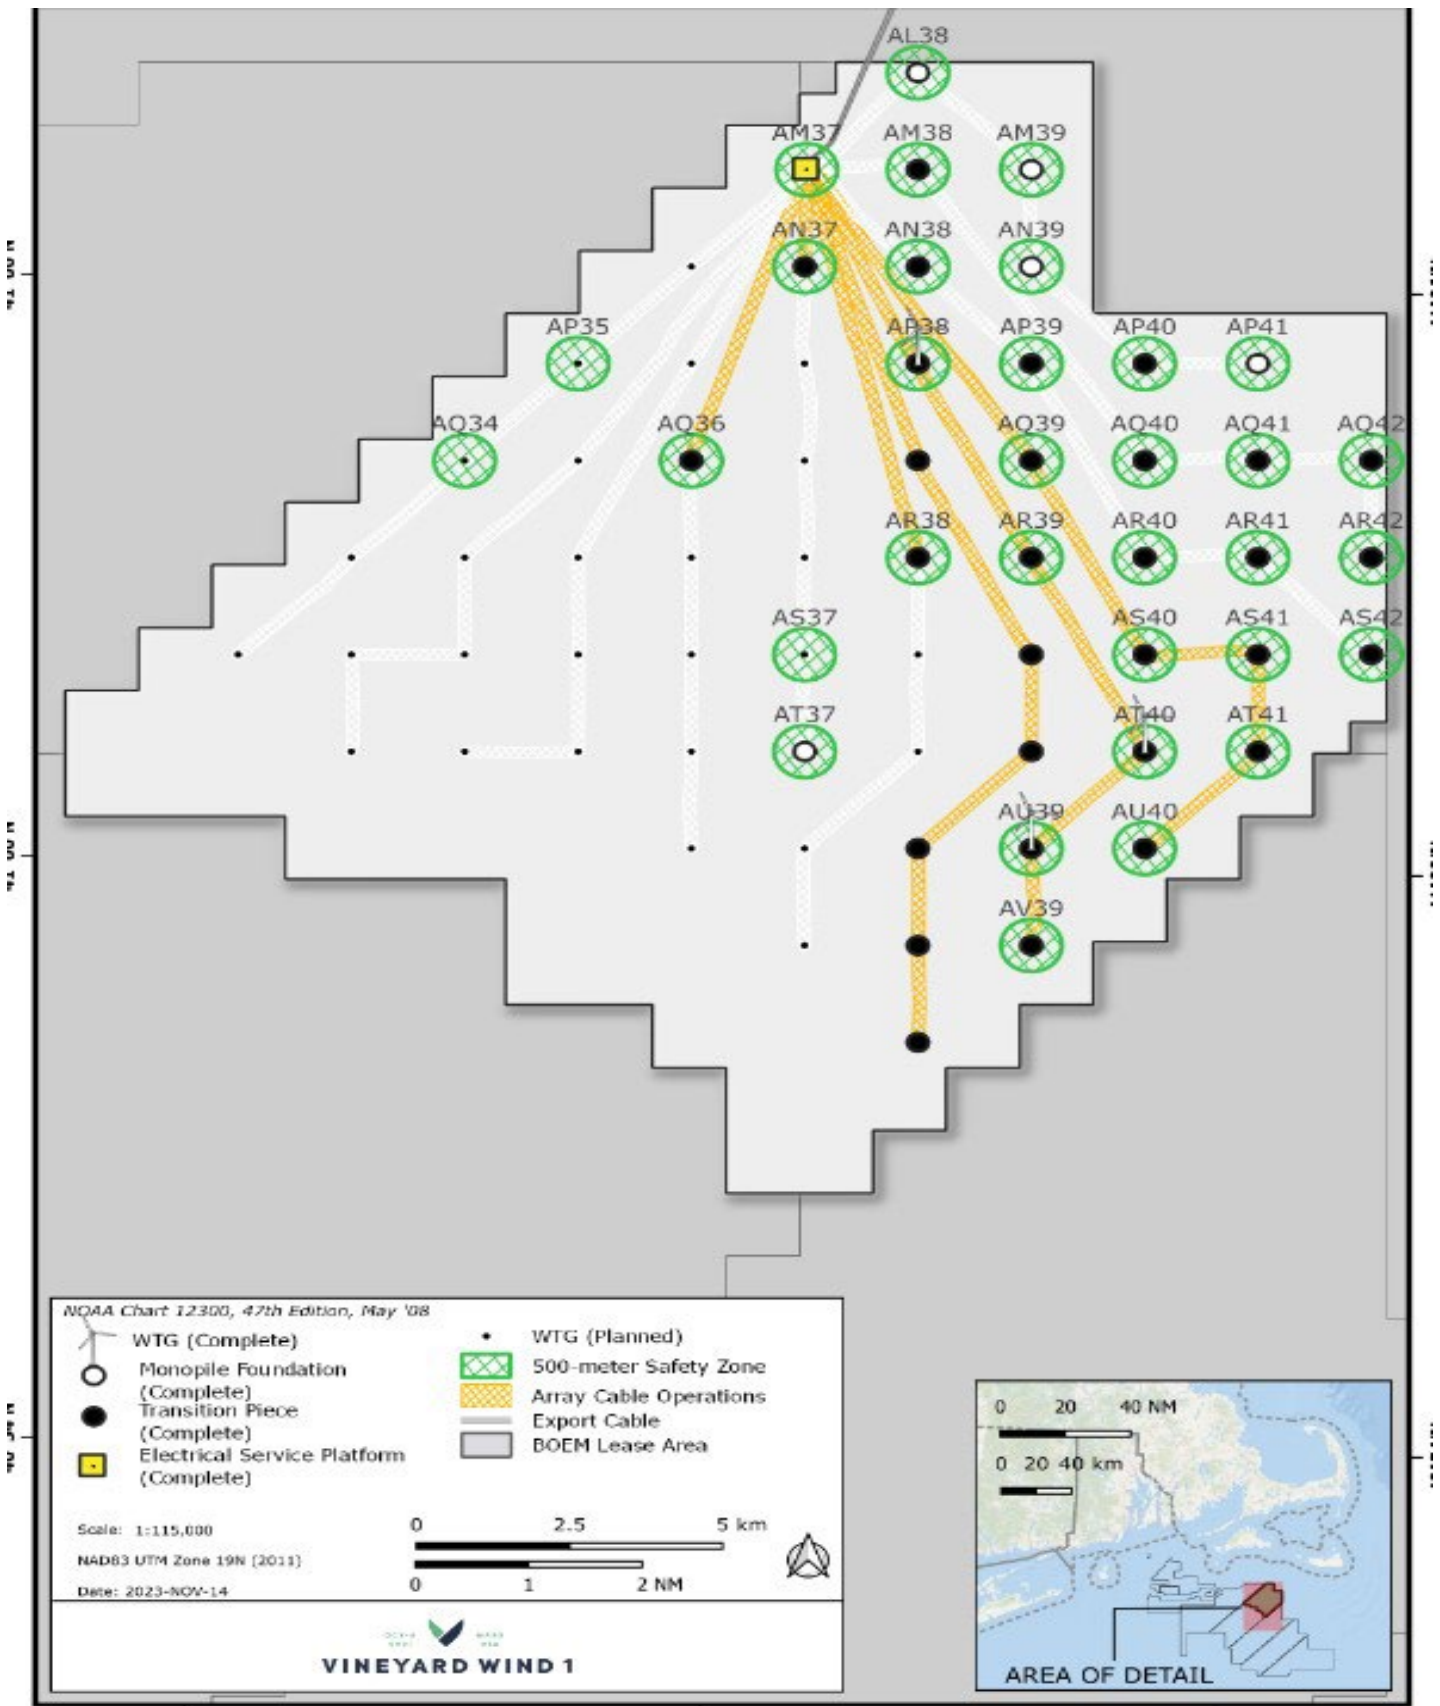 AL38
AM37 AM38 AM39
AN37 AN38 AN39
AP35 AP38 AP39 AP40 AP41
AQ34 AQ36 AQ39 AQ40 AQ41 AQ42
AR38 AR39 AR40 AR41 AR42
AS37 AS40 AS41 AS42
AT37 AT40 AT41
AU39 AU40
AV39
NOAA Chart 12300, 47th Edition, May '08
WTG (Complete)
Monopile Foundation
(Complete)
Transition Piece
(Complete)
Electrical Service Platform
(Complete)
WTG (Planned)
500-meter Safety Zone
Array Cable Operations
Export Cable
BOEM Lease Area
Scale: 1:115,000
NAD83 UTM Zone 19N (2011)
Date: 2023-NOV-14
0 2.5 5 km
0 1 2 NM
VINEYARD WIND 1
0 20 40 NM
0 20 40 km
AREA OF DETAIL